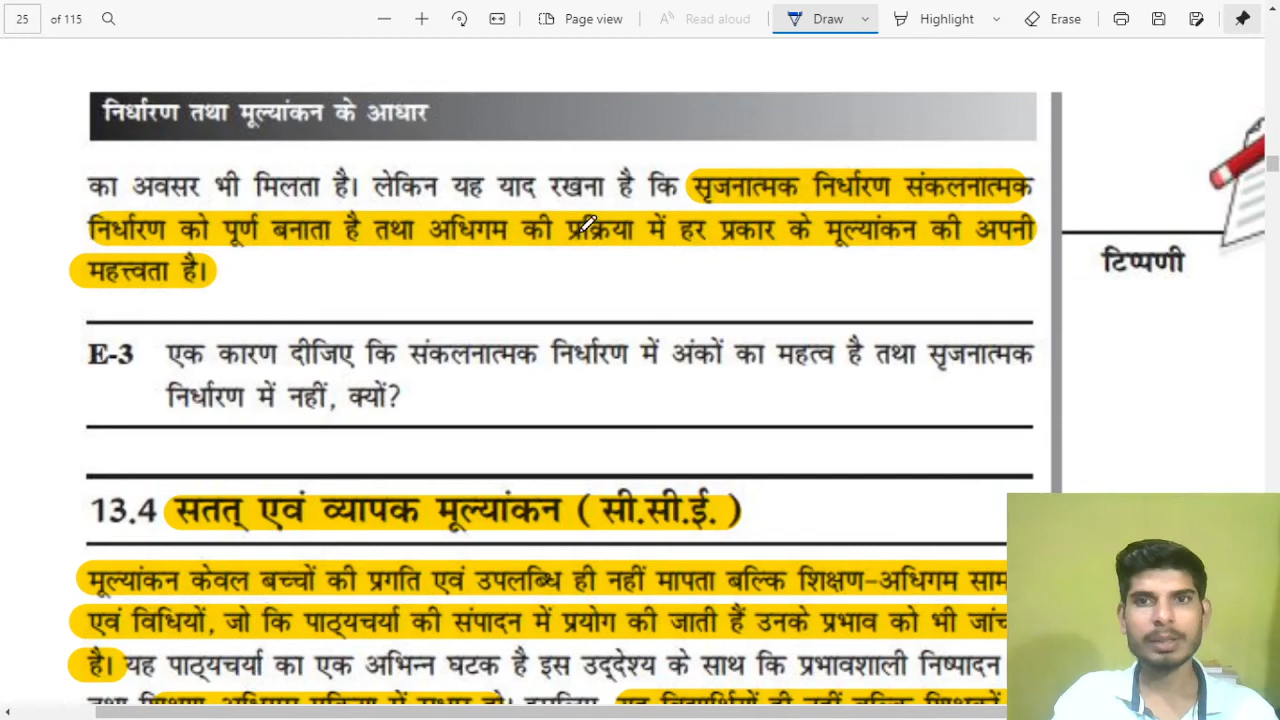 25 of 115 Page view Read aloud Draw Highlight Erase
निर्धारण तथा मूल्यांकन के आधार
का अवसर भी मिलता है। लेकिन यह याद रखना है कि सृजनात्मक निर्धारण संकलनात्मक
निर्धारण को पूर्ण बनाता है तथा अधिगम की प्रक्रिया में हर प्रकार के मूल्यांकन की अपनी
महत्त्वता है।
टिप्पणी
E-3 एक कारण दीजिए कि संकलनात्मक निर्धारण में अंकों का महत्व है तथा सृजनात्मक
निर्धारण में नहीं, क्यों?
13.4 सतत् एवं व्यापक मूल्यांकन ( सी.सी.ई. )
मूल्यांकन केवल बच्चों की प्रगति एवं उपलब्धि ही नहीं मापता बल्कि शिक्षण-अधिगम
एवं विधियों, जो कि पाठ्यचर्या की संपादन में प्रयोग की जाती हैं उनके प्रभाव को भी
है। यह पाठ्यचर्या का एक अभिन्न घटक है इस उद्देश्य के साथ कि प्रभावशाली निष्पादन